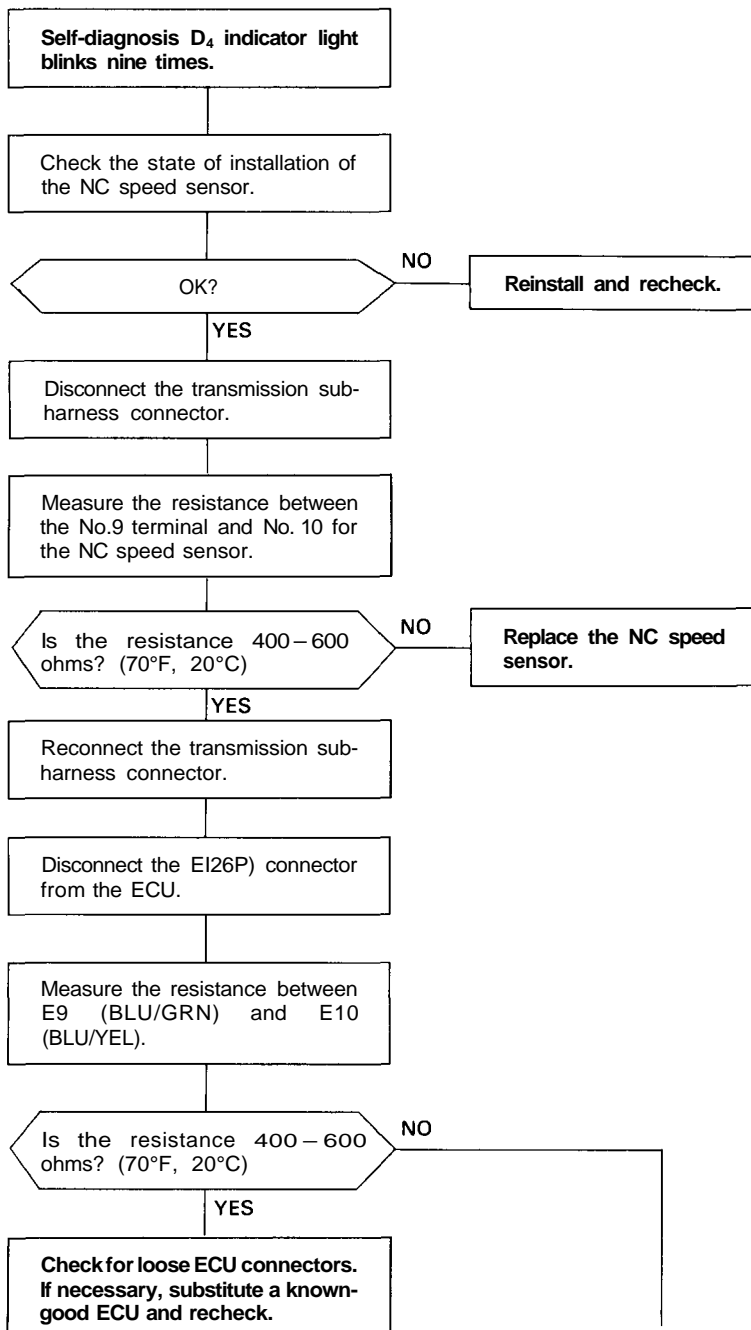 Self-diagnosis D₄ indicator light
blinks nine times.
Check the state of installation of
the NC speed sensor.
OK?
NO
Reinstall and recheck.
YES
Disconnect the transmission sub-
harness connector.
Measure the resistance between
the No.9 terminal and No. 10 for
the NC speed sensor.
Is the resistance 400–600
ohms? (70°F, 20°C)
NO
Replace the NC speed
sensor.
YES
Reconnect the transmission sub-
harness connector.
Disconnect the EI26P) connector
from the ECU.
Measure the resistance between
E9 (BLU/GRN) and E10
(BLU/YEL).
Is the resistance 400–600
ohms? (70°F, 20°C)
NO
YES
Check for loose ECU connectors.
If necessary, substitute a known-
good ECU and recheck.